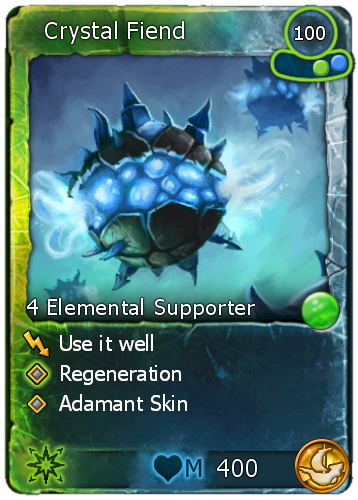 Crystal Fiend
100
4 Elemental Supporter
Use it well
Regeneration
Adamant Skin
M 400